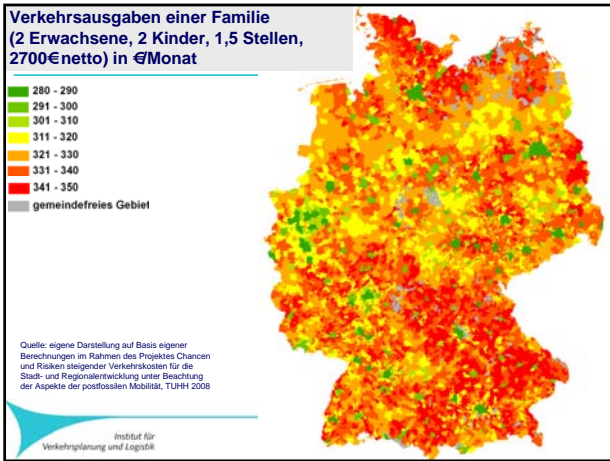 Verkehrsausgaben einer Familie
(2 Erwachsene, 2 Kinder, 1,5 Stellen,
2700€netto) in €/Monat
280 - 290
291 - 300
301 - 310
311 - 320
321 - 330
331 - 340
341 - 350
gemeindefreies Gebiet
Quelle: eigene Darstellung auf Basis eigener
Berechnungen im Rahmen des Projektes Chancen
und Risiken steigender Verkehrskosten für die
Stadt- und Regionalentwicklung unter Beachtung
der Aspekte der postfossilen Mobilität, TUHH 2008
Institut für
Verkehrsplanung und Logistik